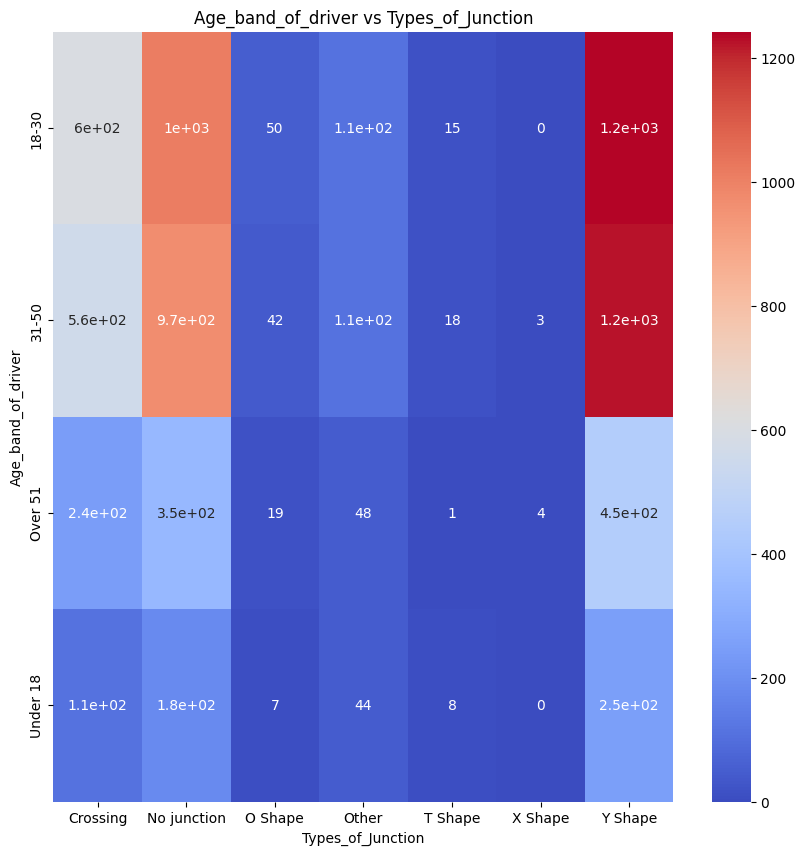 Age_band_of_driver vs Types_of_Junction
18-30 6e+02 1e+03 50 1.1e+02 15 0 1.2e+03
31-50 5.6e+02 9.7e+02 42 1.1e+02 18 3 1.2e+03
Over 51 2.4e+02 3.5e+02 19 48 1 4 4.5e+02
Under 18 1.1e+02 1.8e+02 7 44 8 0 2.5e+02
Crossing No junction O Shape Other T Shape X Shape Y Shape
Types_of_Junction
Age_band_of_driver
1200
1000
800
600
400
200
0